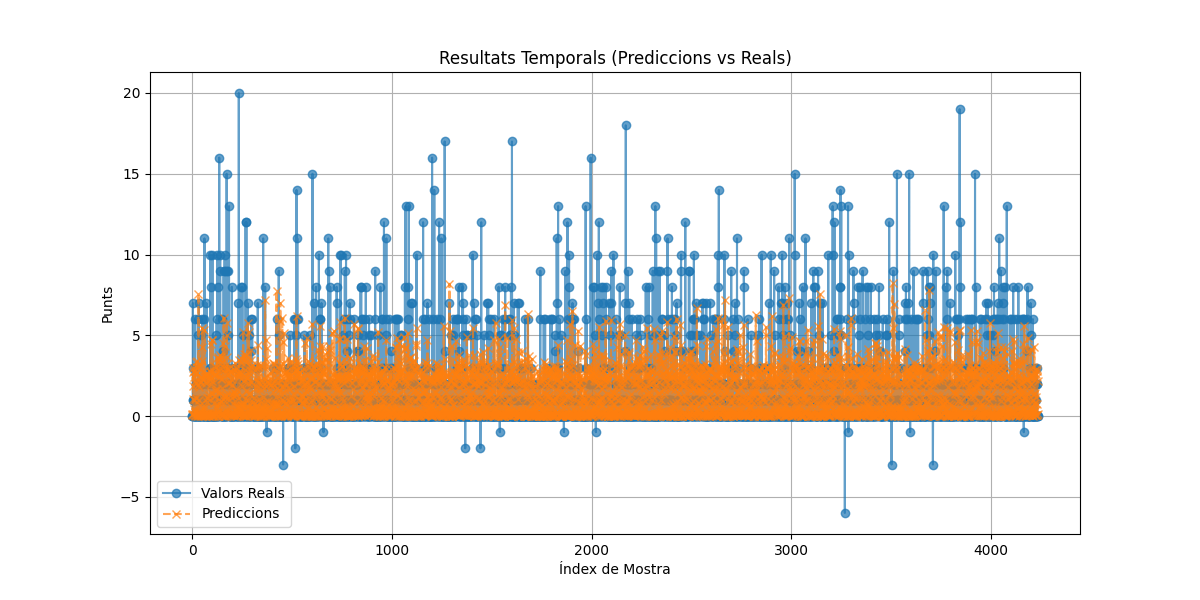 Resultats Temporals (Prediccions vs Reals)
20
15
10
5
0
−5
Punts
Valors Reals
Prediccions
0 1000 2000 3000 4000
Índex de Mostra